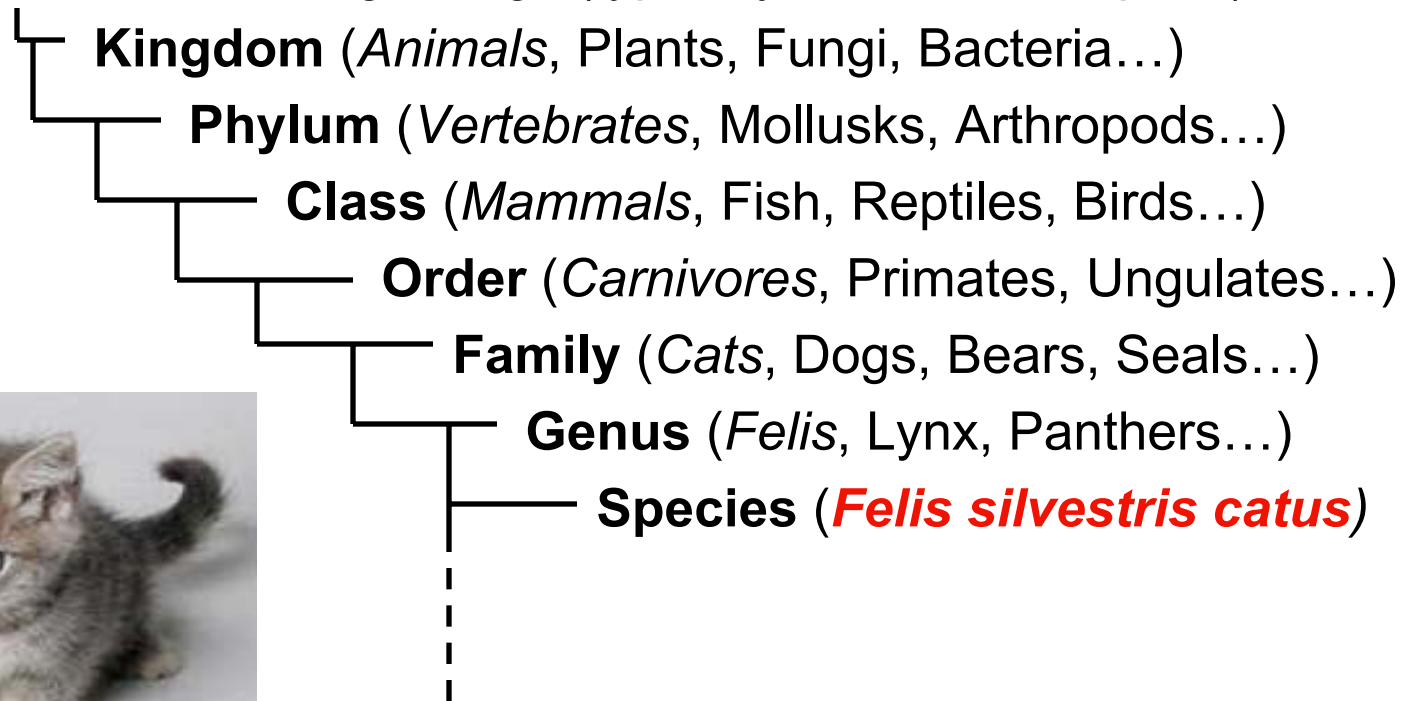 Kingdom (Animals, Plants, Fungi, Bacteria…)
Phylum (Vertebrates, Mollusks, Arthropods…)
Class (Mammals, Fish, Reptiles, Birds…)
Order (Carnivores, Primates, Ungulates…)
Family (Cats, Dogs, Bears, Seals…)
Genus (Felis, Lynx, Panthers…)
Species (Felis silvestris catus)